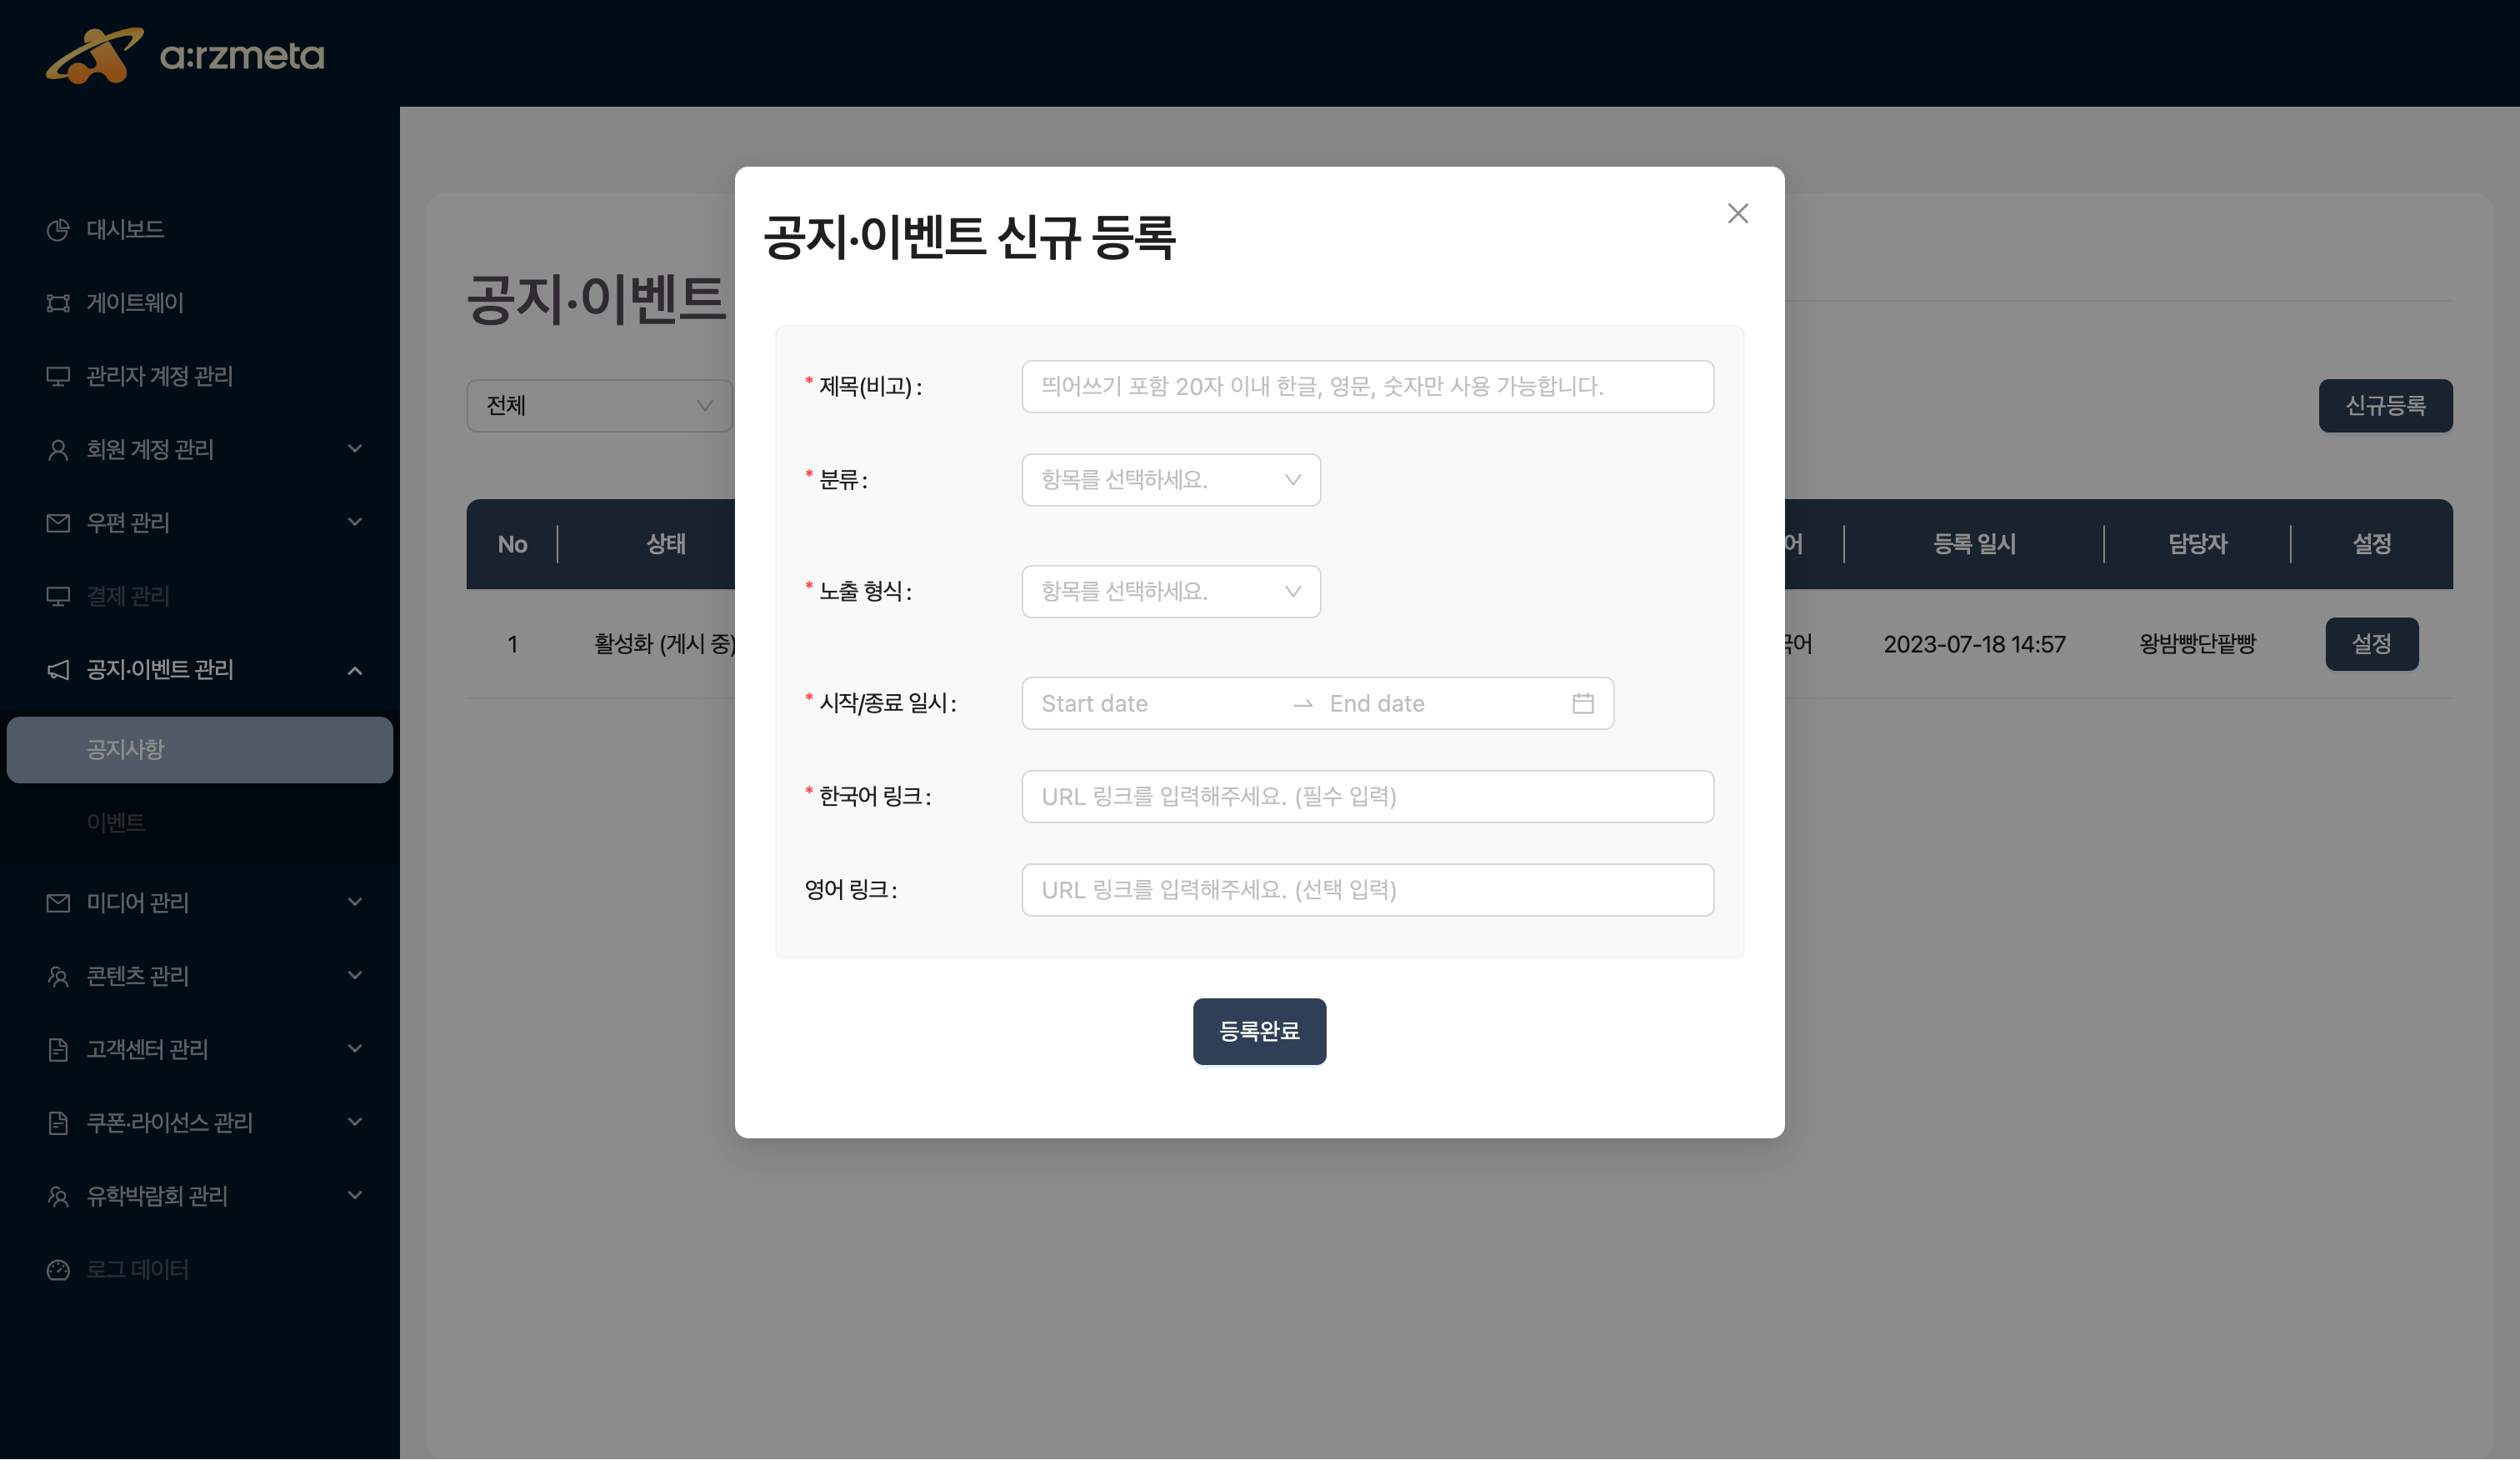 a:rzmeta
대시보드
게이트웨이
관리자 계정 관리
회원 계정 관리
우편 관리
결제 관리
공지·이벤트 관리
공지사항
이벤트
미디어 관리
콘텐츠 관리
고객센터 관리
쿠폰·라이선스 관리
유학박람회 관리
로그 데이터
공지·이벤트
전체
신규등록
No 상태 어 등록 일시 담당자 설정
1 활성화 (게시 중) 국어 2023-07-18 14:57 왕밤빵단팥빵 설정
공지·이벤트 신규 등록
* 제목(비고) : 띄어쓰기 포함 20자 이내 한글, 영문, 숫자만 사용 가능합니다.
* 분류 : 항목를 선택하세요.
* 노출 형식 : 항목를 선택하세요.
* 시작/종료 일시 : Start date → End date
* 한국어 링크 : URL 링크를 입력해주세요. (필수 입력)
영어 링크 : URL 링크를 입력해주세요. (선택 입력)
등록완료